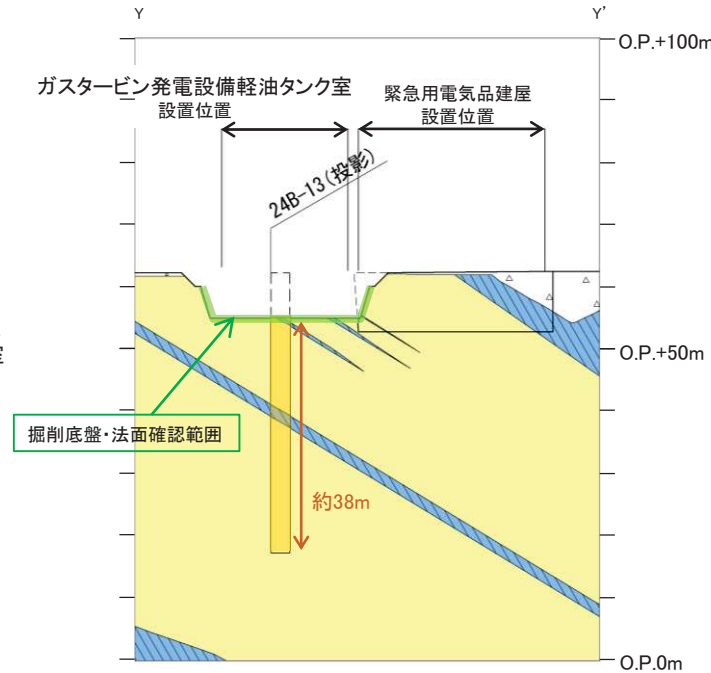 Y
Y'
O.P.+100m
ガスタービン発電設備軽油タンク室
設置位置
緊急用電気品建屋
設置位置
24B-13(投影)
O.P.+50m
掘削底盤・法面確認範囲
約38m
O.P.0m